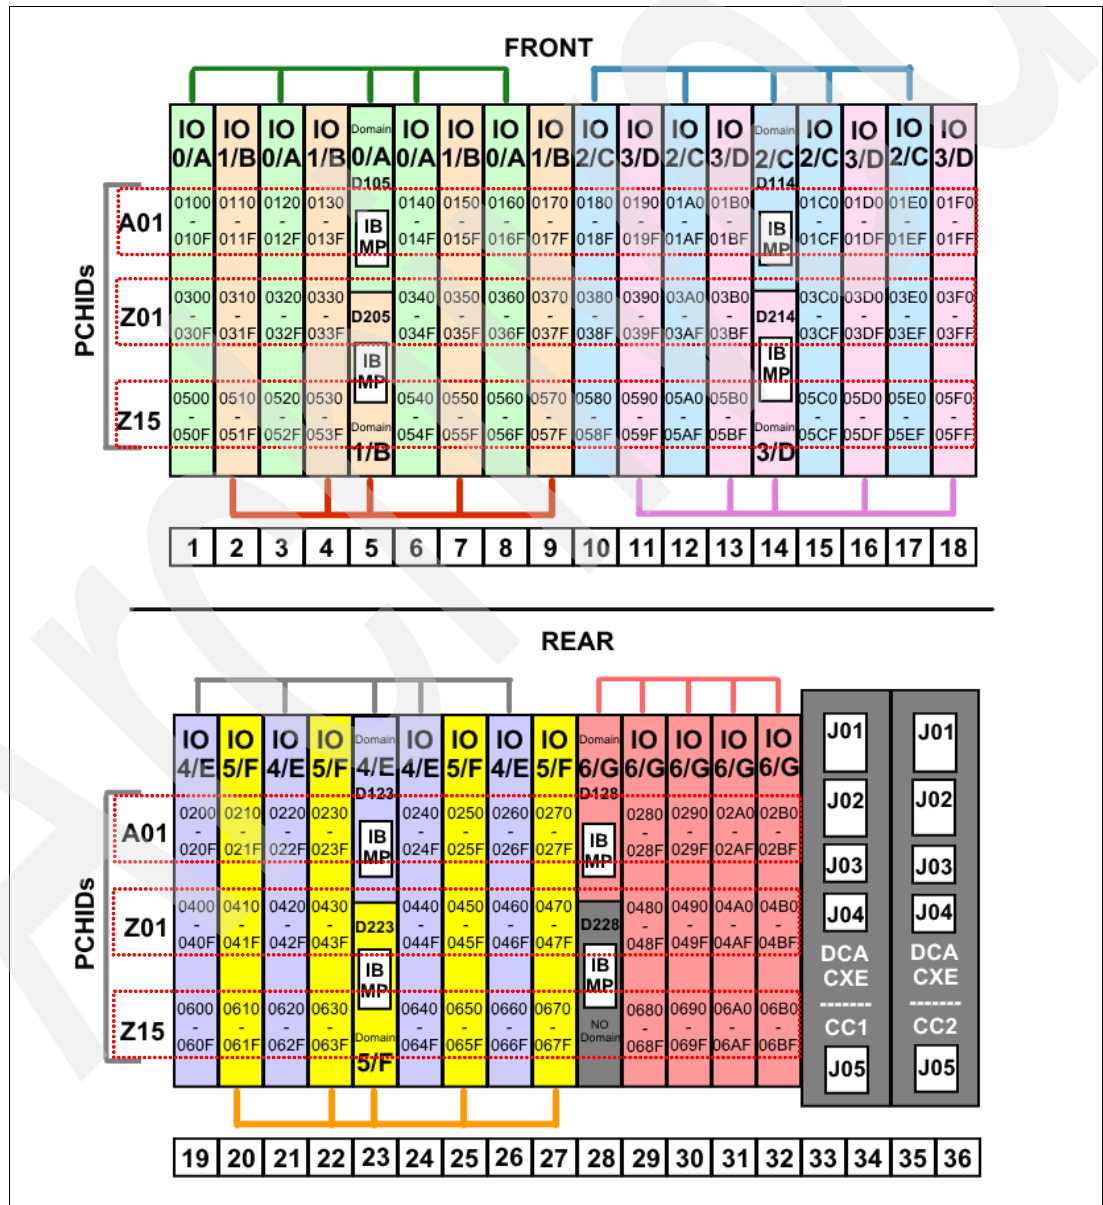 FRONT
IO IO IO IO Domain IO IO IO IO IO IO IO IO Domain IO IO IO IO
0/A 1/B 0/A 1/B 0/A 0/A 1/B 0/A 1/B 2/C 3/D 2/C 3/D 2/C 2/C 3/D 2/C 3/D
D105 D114
PCHIDs
A01
0100 0110 0120 0130 0140 0150 0160 0170 0180 0190 01A0 01B0 01C0 01D0 01E0 01F0
- - - - IB - - - - - - - - IB - - - -
010F 011F 012F 013F MP 014F 015F 016F 017F 018F 019F 01AF 01BF MP 01CF 01DF 01EF 01FF
Z01
0300 0310 0320 0330 0340 0350 0360 0370 0380 0390 03A0 03B0 03C0 03D0 03E0 03F0
- - - - D205 - - - - - - - - D214 - - - -
030F 031F 032F 033F 034F 035F 036F 037F 038F 039F 03AF 03BF 03CF 03DF 03EF 03FF
IB IB
MP MP
Z15
0500 0510 0520 0530 0540 0550 0560 0570 0580 0590 05A0 05B0 05C0 05D0 05E0 05F0
- - - - Domain - - - - - - - - Domain - - - -
050F 051F 052F 053F 054F 055F 056F 057F 058F 059F 05AF 05BF 05CF 05DF 05EF 05FF
1/B 3/D
1 2 3 4 5 6 7 8 9 10 11 12 13 14 15 16 17 18
REAR
IO IO IO IO Domain IO IO IO IO Domain IO IO IO IO J01 J01
4/E 5/F 4/E 5/F 4/E 4/E 5/F 4/E 5/F 6/G 6/G 6/G 6/G 6/G
D123 D128 J02 J02
PCHIDs
A01
0200 0210 0220 0230 0240 0250 0260 0270 0280 0290 02A0 02B0
- - - - IB - - - - IB - - - -
020F 021F 022F 023F MP 024F 025F 026F 027F MP 028F 029F 02AF 02BF J03 J03
Z01
0400 0410 0420 0430 0440 0450 0460 0470 0480 0490 04A0 04B0 J04 J04
- - - - D223 - - - - D228 - - - -
040F 041F 042F 043F 044F 045F 046F 047F 048F 049F 04AF 04BF DCA DCA
IB IB CXE CXE
MP MP
Z15
0600 0610 0620 0630 0640 0650 0660 0670 0680 0690 06A0 06B0 ------- -------
- - - - - - - - NO - - - - CC1 CC2
060F 061F 062F 063F Domain 064F 065F 066F 067F Domain 068F 069F 06AF 06BF
5/F J05 J05
19 20 21 22 23 24 25 26 27 28 29 30 31 32 33 34 35 36